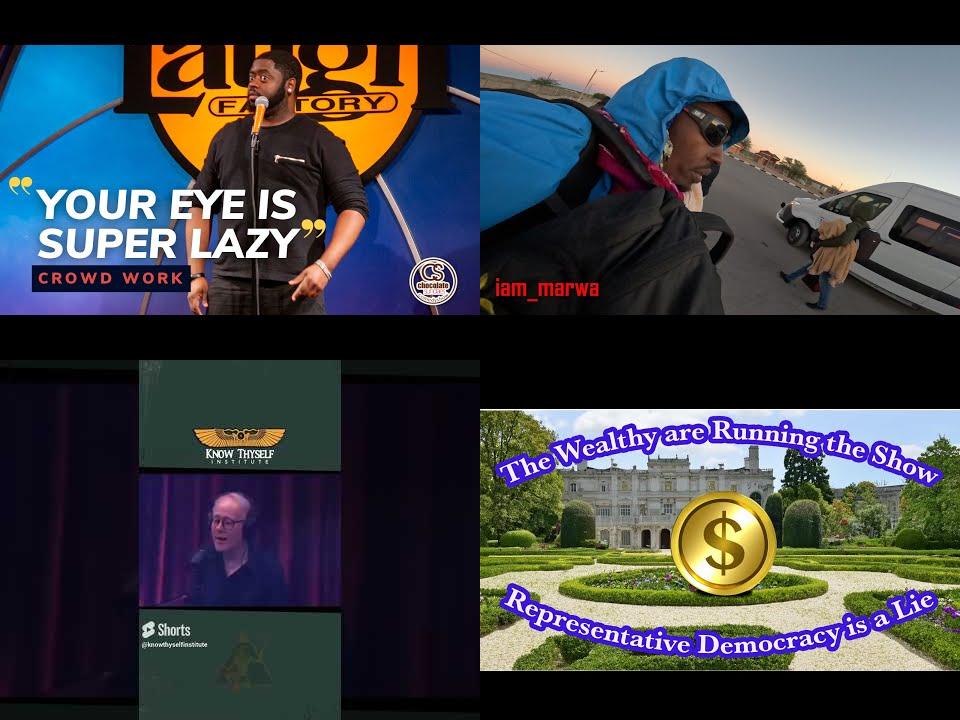 Laugh
FACTORY
“YOUR EYE IS
SUPER LAZY”
CROWD WORK
CS
chocolate
SUNDAES
iam_marwa
KNOW THYSELF
INSTITUTE
Shorts
@knowthyselfinstitute
The Wealthy are Running the Show
$
Representative Democracy is a Lie